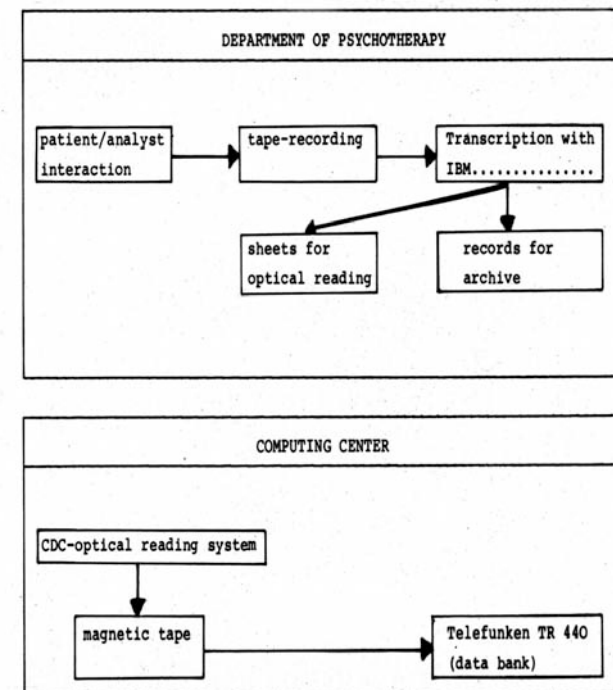 DEPARTMENT OF PSYCHOTHERAPY
patient/analyst
interaction
tape-recording
Transcription with
IBM...............
sheets for
optical reading
records for
archive
COMPUTING CENTER
CDC-optical reading system
magnetic tape
Telefunken TR 440
(data bank)